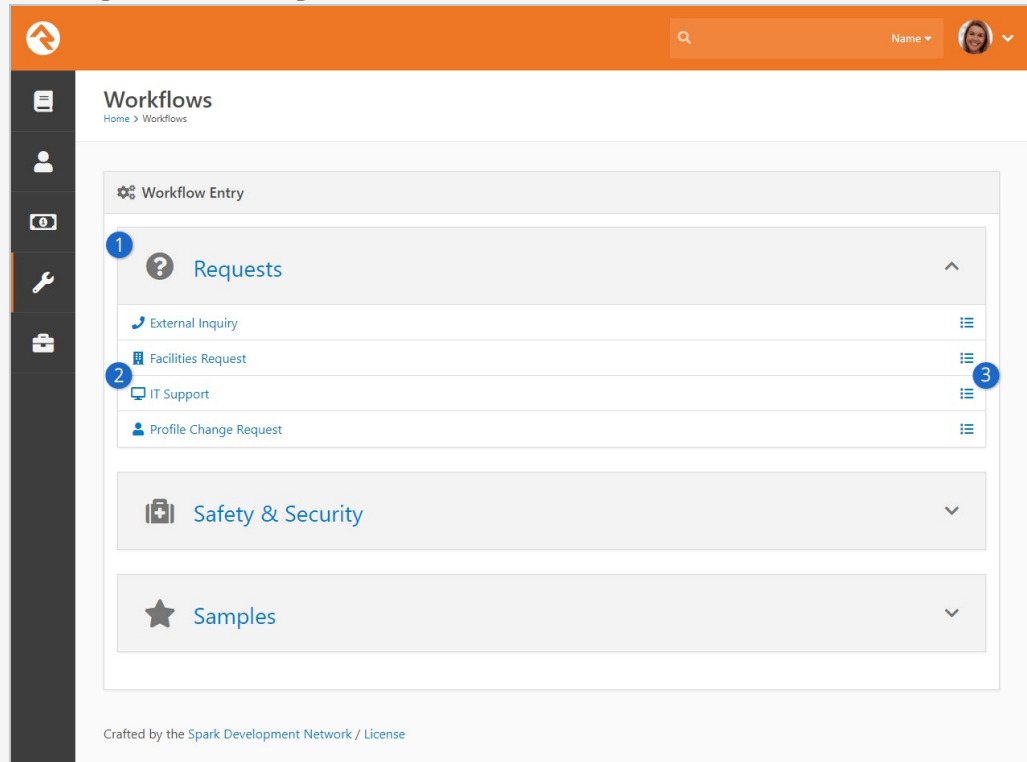 Name
Workflows
Home > Workflows
Workflow Entry
1
Requests
External Inquiry
Facilities Request
2
3
IT Support
Profile Change Request
Safety & Security
Samples
Crafted by the Spark Development Network / License